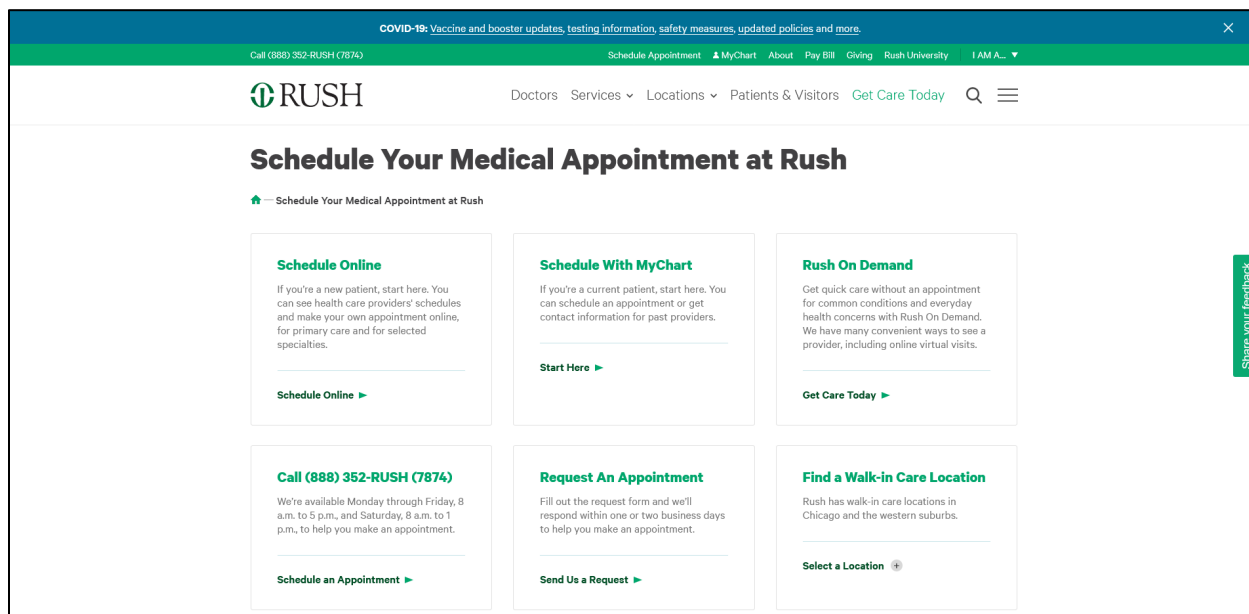 COVID-19: Vaccine and booster updates, testing information, safety measures, updated policies and more.
Call (888) 352-RUSH (7874)
Schedule Appointment MyChart About Pay Bill Giving Rush University I AM A...
RUSH
Doctors Services Locations Patients & Visitors Get Care Today
Schedule Your Medical Appointment at Rush
— Schedule Your Medical Appointment at Rush
Schedule Online
If you're a new patient, start here. You
can see health care providers' schedules
and make your own appointment online,
for primary care and for selected
specialties.
Schedule Online
Schedule With MyChart
If you're a current patient, start here. You
can schedule an appointment or get
contact information for past providers.
Start Here
Rush On Demand
Get quick care without an appointment
for common conditions and everyday
health concerns with Rush On Demand.
We have many convenient ways to see a
provider, including online virtual visits.
Get Care Today
Call (888) 352-RUSH (7874)
We're available Monday through Friday, 8
a.m. to 5 p.m., and Saturday, 8 a.m. to 1
p.m., to help you make an appointment.
Schedule an Appointment
Request An Appointment
Fill out the request form and we'll
respond within one or two business days
to help you make an appointment.
Send Us a Request
Find a Walk-in Care Location
Rush has walk-in care locations in
Chicago and the western suburbs.
Select a Location +
Share your feedback